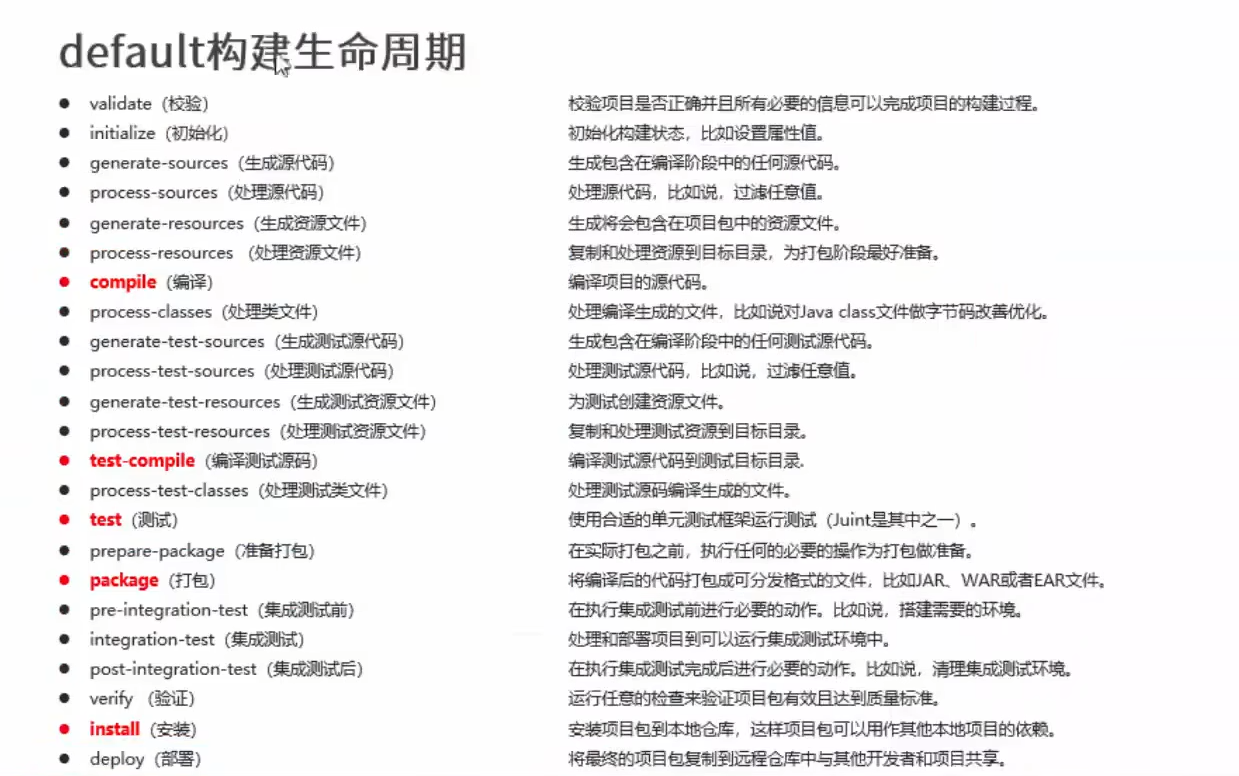 default构建生命周期
● validate（校验） 校验项目是否正确并且所有必要的信息可以完成项目的构建过程。
● initialize（初始化） 初始化构建状态，比如设置属性值。
● generate-sources（生成源代码） 生成包含在编译阶段中的任何源代码。
● process-sources（处理源代码） 处理源代码，比如说，过滤任意值。
● generate-resources（生成资源文件） 生成将会包含在项目包中的资源文件。
● process-resources （处理资源文件） 复制和处理资源到目标目录，为打包阶段最好准备。
● compile（编译） 编译项目的源代码。
● process-classes（处理类文件） 处理编译生成的文件，比如说对Java class文件做字节码改善优化。
● generate-test-sources（生成测试源代码） 生成包含在编译阶段中的任何测试源代码。
● process-test-sources（处理测试源代码） 处理测试源代码，比如说，过滤任意值。
● generate-test-resources（生成测试资源文件） 为测试创建资源文件。
● process-test-resources（处理测试资源文件） 复制和处理测试资源到目标目录。
● test-compile（编译测试源码） 编译测试源代码到测试目标目录.
● process-test-classes（处理测试类文件） 处理测试源码编译生成的文件。
● test（测试） 使用合适的单元测试框架运行测试（Juint是其中之一）。
● prepare-package（准备打包） 在实际打包之前，执行任何的必要的操作为打包做准备。
● package（打包） 将编译后的代码打包成可分发格式的文件，比如JAR、WAR或者EAR文件。
● pre-integration-test（集成测试前） 在执行集成测试前进行必要的动作。比如说，搭建需要的环境。
● integration-test（集成测试） 处理和部署项目到可以运行集成测试环境中。
● post-integration-test（集成测试后） 在执行集成测试完成后进行必要的动作。比如说，清理集成测试环境。
● verify （验证） 运行任意的检查来验证项目包有效且达到质量标准。
● install（安装） 安装项目包到本地仓库，这样项目包可以用作其他本地项目的依赖。
● deploy（部署） 将最终的项目包复制到远程仓库中与其他开发者和项目共享。